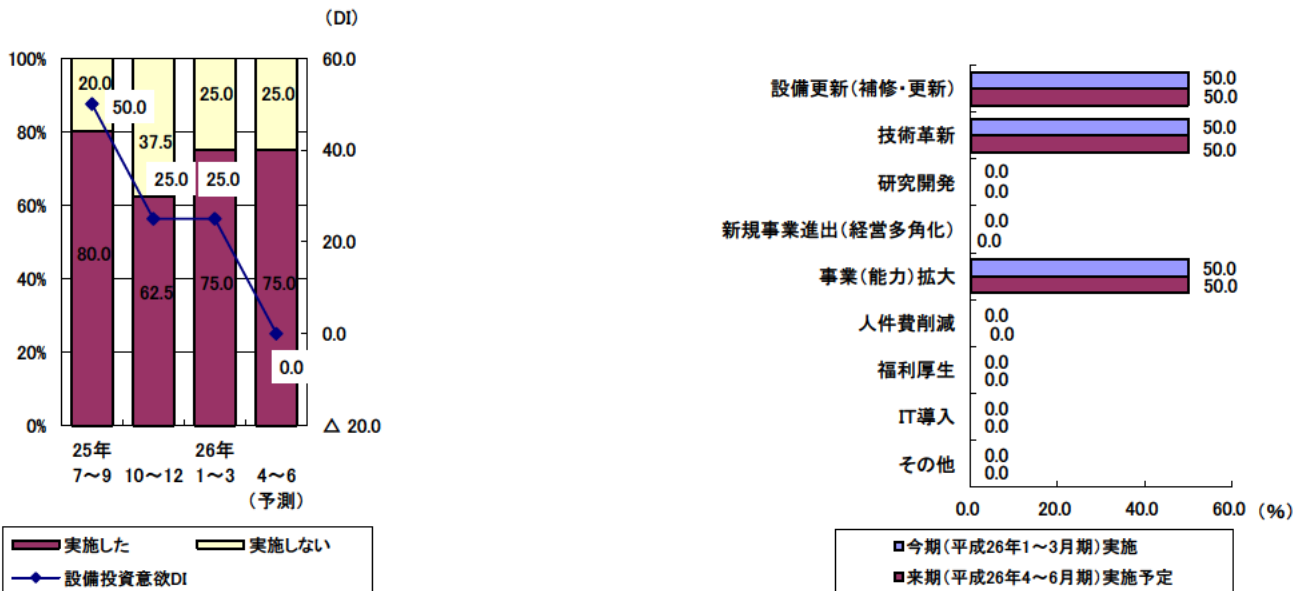 (DI)
100%
80%
60%
40%
20%
0%
60.0
40.0
20.0
0.0
△ 20.0
20.0
50.0
37.5
25.0
25.0
25.0
25.0
80.0
62.5
75.0
75.0
0.0
25年
7～9
10～12
26年
1～3
4～6
(予測)
実施した
実施しない
設備投資意欲DI
設備更新(補修・更新)
50.0
50.0
技術革新
50.0
50.0
研究開発
0.0
0.0
新規事業進出(経営多角化)
0.0
0.0
事業(能力)拡大
50.0
50.0
人件費削減
0.0
0.0
福利厚生
0.0
0.0
IT導入
0.0
0.0
その他
0.0
0.0
0.0 20.0 40.0 60.0 (%)
今期(平成26年1～3月期)実施
来期(平成26年4～6月期)実施予定